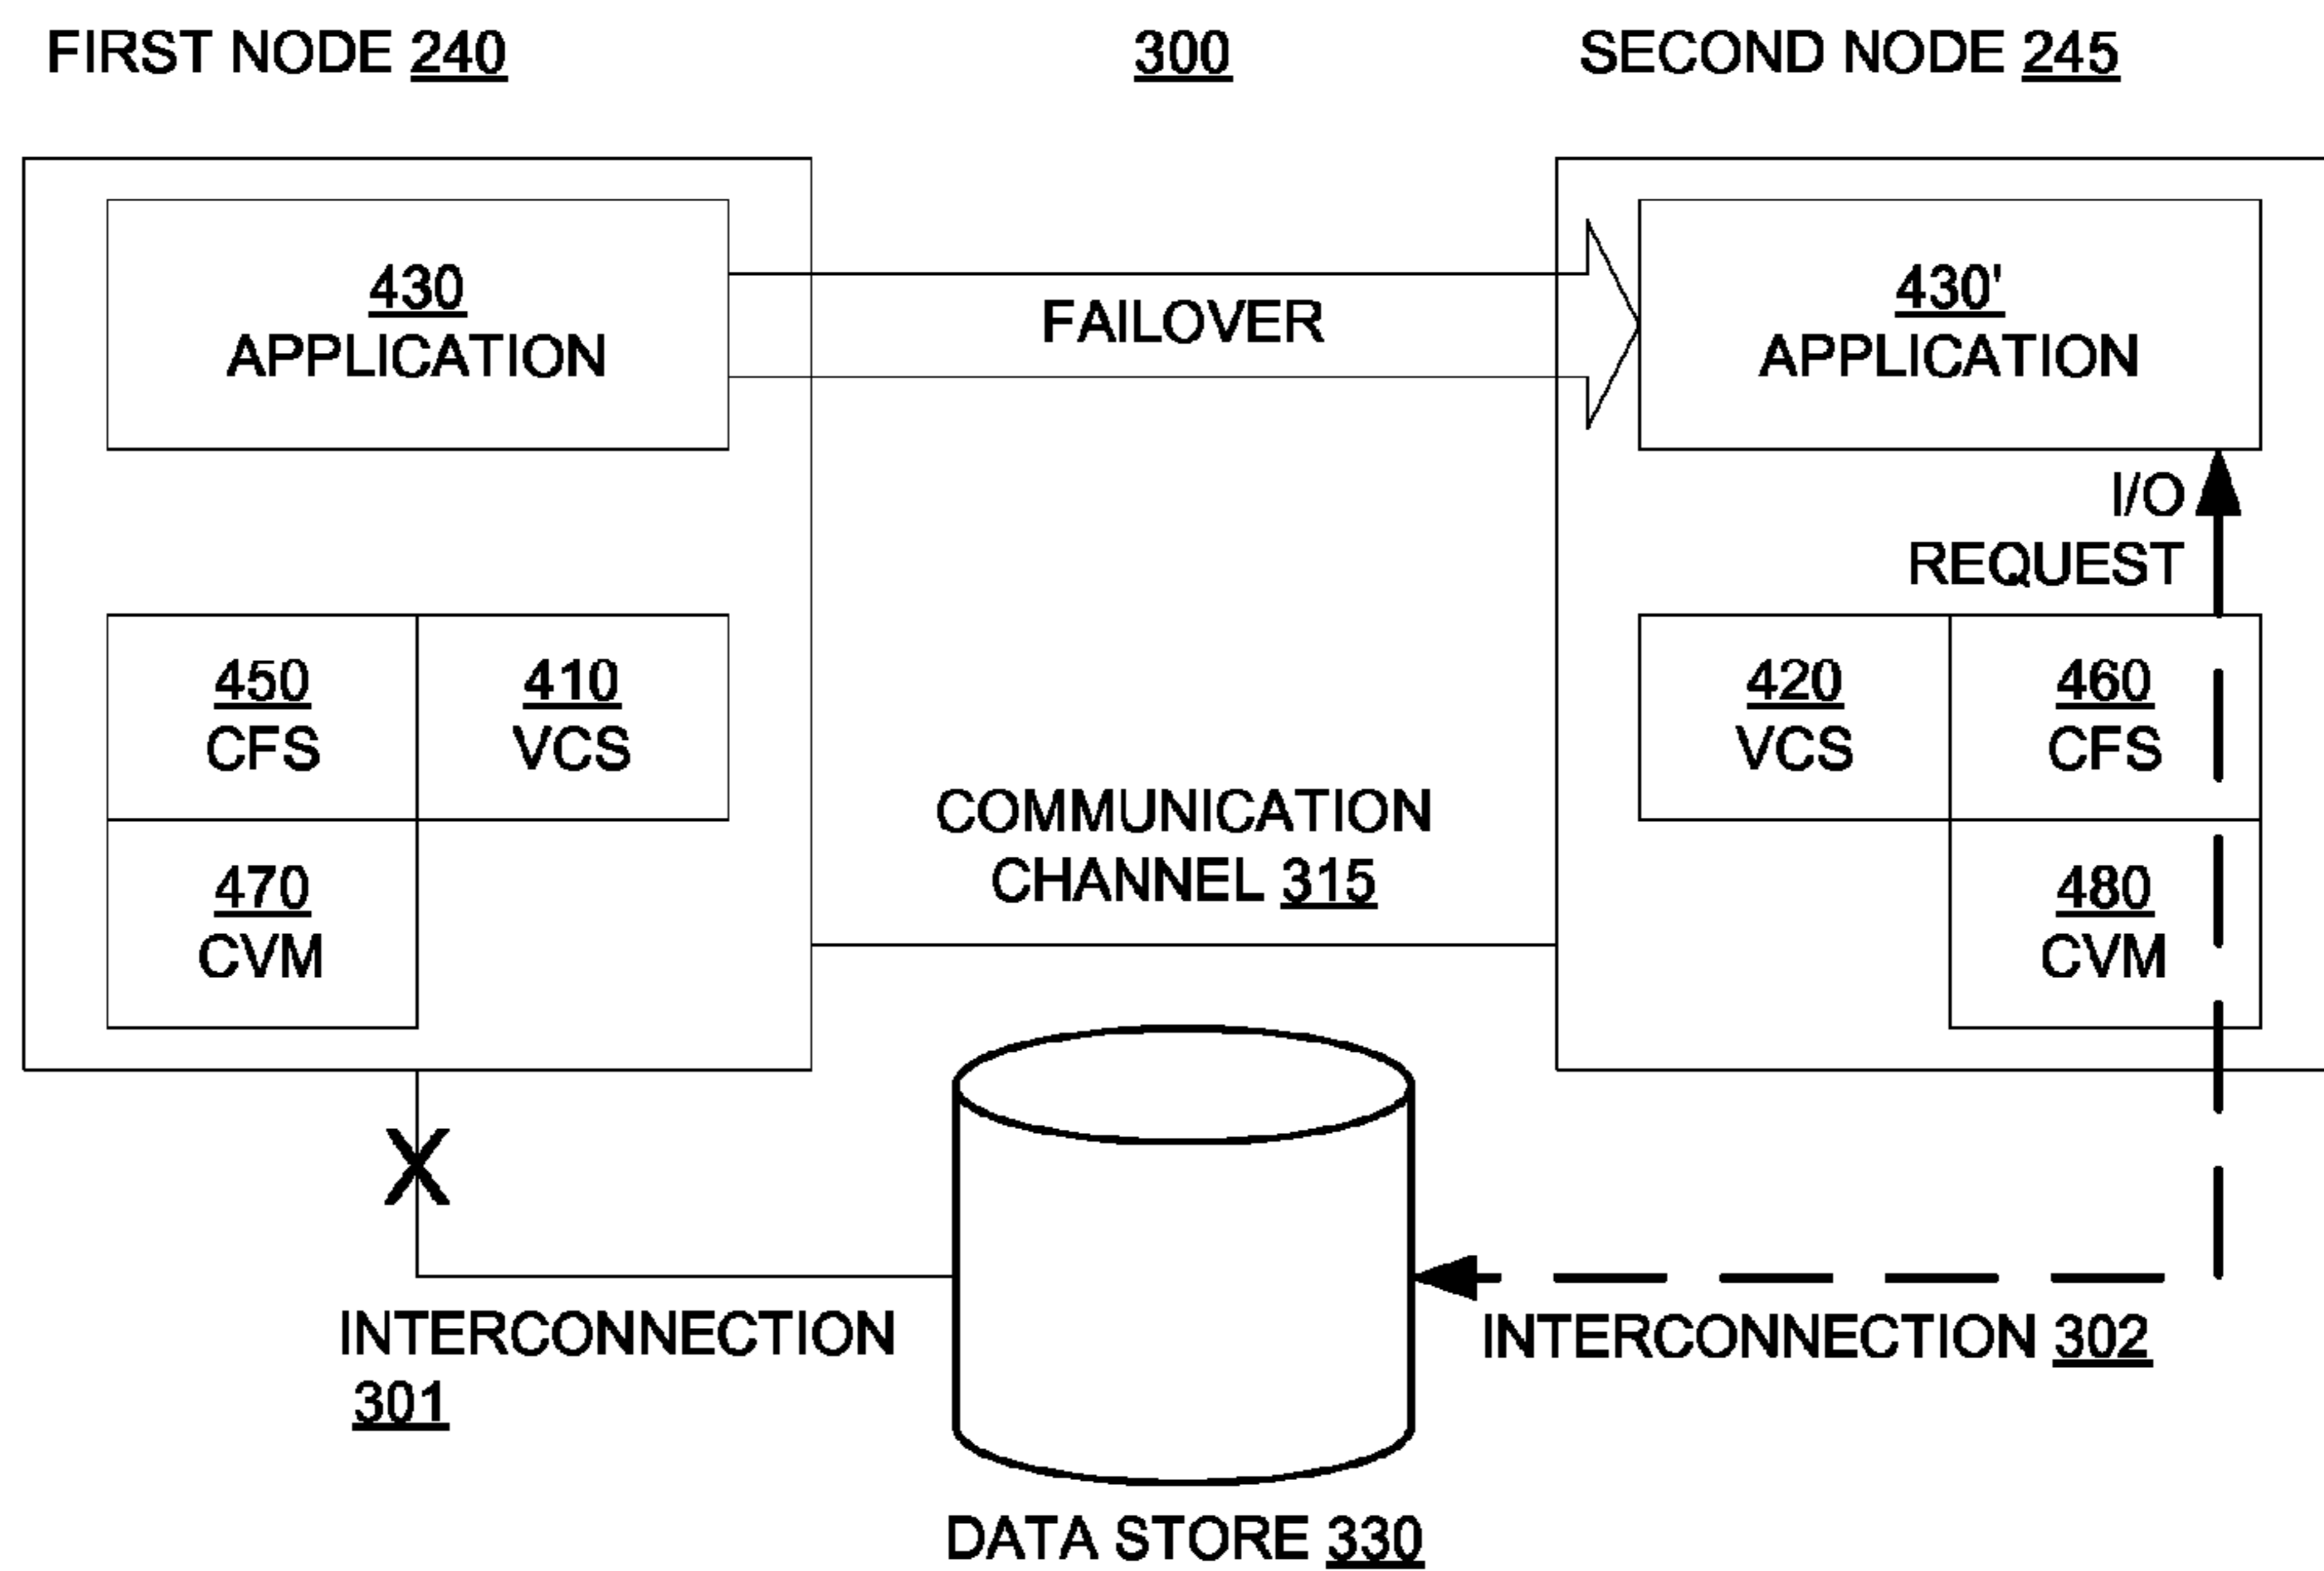 FIRST NODE 240
300
SECOND NODE 245
430
APPLICATION
FAILOVER
430'
APPLICATION
I/O
REQUEST
450
CFS
410
VCS
420
VCS
460
CFS
COMMUNICATION
CHANNEL 315
470
CVM
480
CVM
X
INTERCONNECTION
301
INTERCONNECTION 302
DATA STORE 330